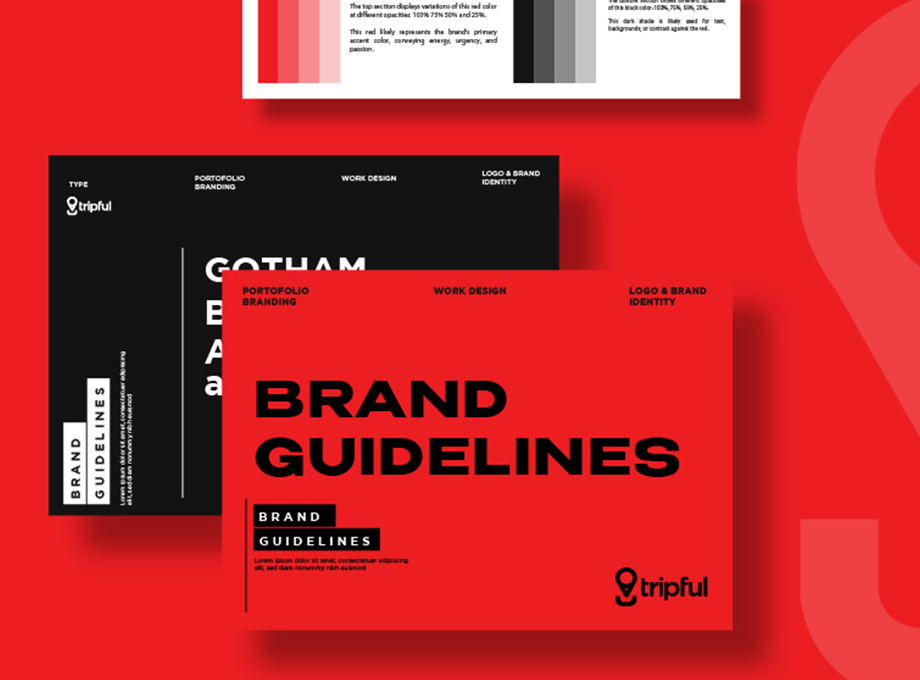 The top section displays variations of this red color
at different opacities: 100% 75% 50% and 25%.
This red likely represents the brand's primary
accent color, conveying energy, urgency, and
passion.
of this black color: 100%, 75%, 50%, 25%.
This dark shade is likely used for text,
backgrounds, or contrast against the red.
TYPE
PORTOFOLIO
BRANDING
WORK DESIGN
LOGO & BRAND
IDENTITY
tripful
GOTHAM
B
A
a
BRAND
GUIDELINES
Lorem ipsum dolor sit amet, consectetuer adipiscing
elit, sed diam nonummy nibh euismod
PORTOFOLIO
BRANDING
WORK DESIGN
LOGO & BRAND
IDENTITY
BRAND
GUIDELINES
BRAND
GUIDELINES
Lorem ipsum dolor sit amet, consectetuer adipiscing
elit, sed diam nonummy nibh euismod
tripful